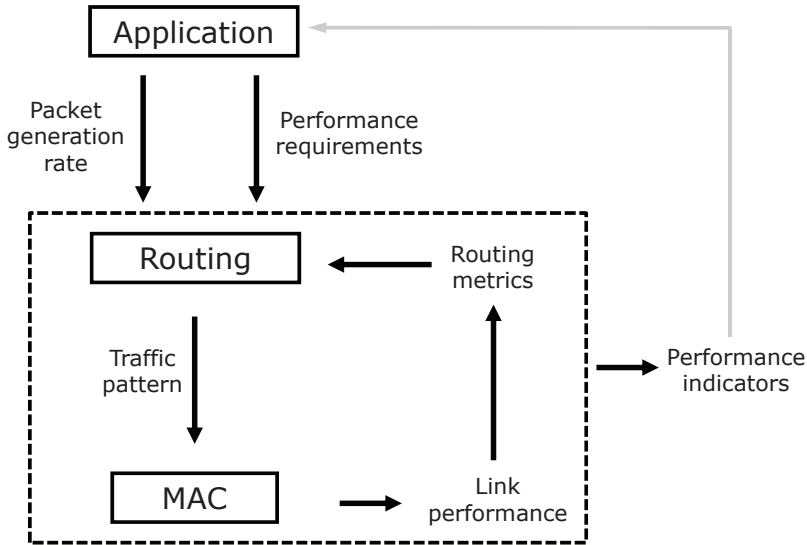 Application
Packet
generation
rate
Performance
requirements
Routing
Routing
metrics
Traffic
pattern
Performance
indicators
MAC
Link
performance